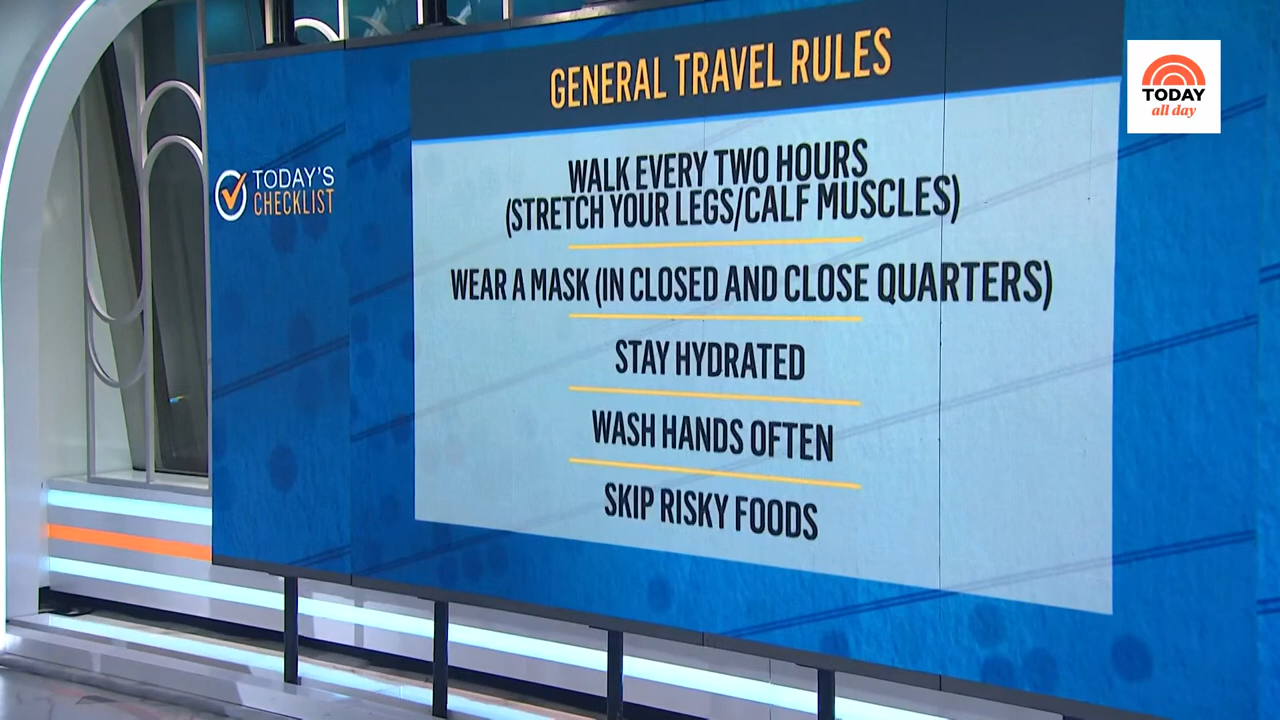 GENERAL TRAVEL RULES
TODAY
all day
TODAY'S
CHECKLIST
WALK EVERY TWO HOURS
(STRETCH YOUR LEGS/CALF MUSCLES)
WEAR A MASK (IN CLOSED AND CLOSE QUARTERS)
STAY HYDRATED
WASH HANDS OFTEN
SKIP RISKY FOODS